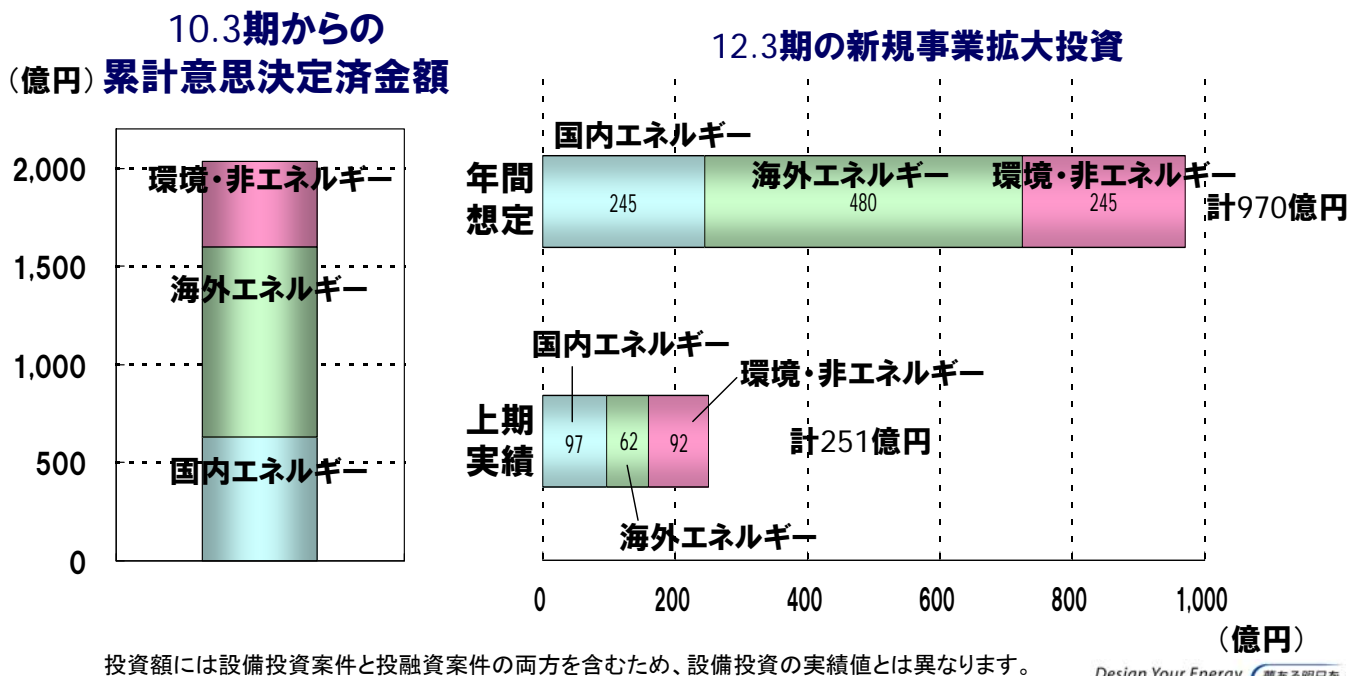 10.3期からの
累計意思決定済金額
(億円)
2,000
1,500
1,000
500
0
環境・非エネルギー
海外エネルギー
国内エネルギー
12.3期の新規事業拡大投資
国内エネルギー
海外エネルギー
環境・非エネルギー
年間
想定
245
480
245
計970億円
国内エネルギー
環境・非エネルギー
上期
実績
97
62
92
計251億円
海外エネルギー
0
200
400
600
800
1,000
(億円)
投資額には設備投資案件と投融資案件の両方を含むため、設備投資の実績値とは異なります。
Design Your Energy
夢ある明日を